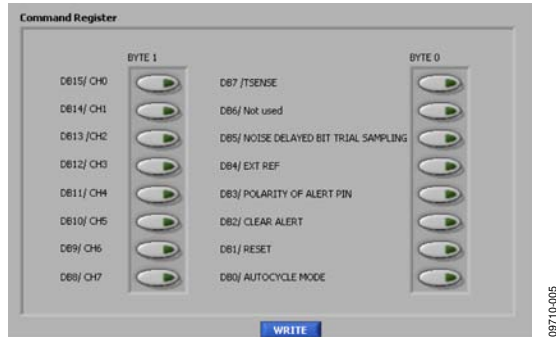 Command Register
BYTE 1
BYTE 0
DB15/ CH0
DB7 /TSENSE
DB14/ CH1
DB6/ Not used
DB13 /CH2
DB5/ NOISE DELAYED BIT TRIAL SAMPLING
DB12/ CH3
DB4/ EXT REF
DB11/ CH4
DB3/ POLARITY OF ALERT PIN
DB10/ CH5
DB2/ CLEAR ALERT
DB9/ CH6
DB1/ RESET
DB8/ CH7
DB0/ AUTOCYCLE MODE
WRITE
09710-005